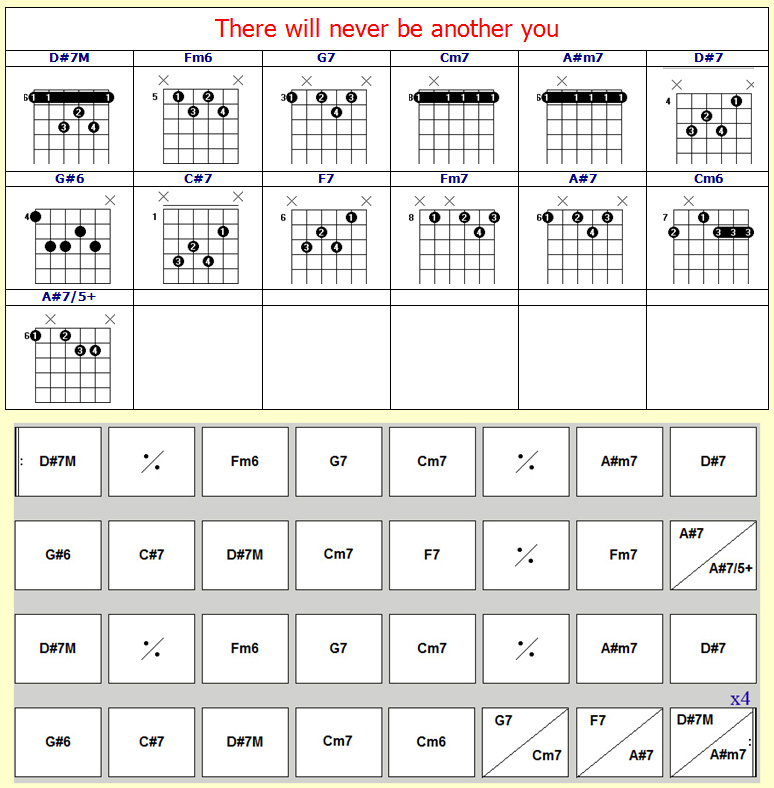 There will never be another you
D#7M Fm6 G7 Cm7 A#m7 D#7
6 1 1 1 2 3 4
5 1 2 3 4
3 1 2 3 4
8 1 1 1 1 1
6 1 1 1 1 1
4 1 2 3 4
G#6 C#7 F7 Fm7 A#7 Cm6
4
1 1 2 3 4
6 1 2 3 4
8 1 2 3 4
6 1 2 3 4
7 1 2 3 3 3
A#7/5+
6 1 2 3 4
D#7M Fm6 G7 Cm7 A#m7 D#7
G#6 C#7 D#7M Cm7 F7 Fm7 A#7 A#7/5+
D#7M Fm6 G7 Cm7 A#m7 D#7
x4
G#6 C#7 D#7M Cm7 Cm6 G7 Cm7 F7 A#7 D#7M A#m7